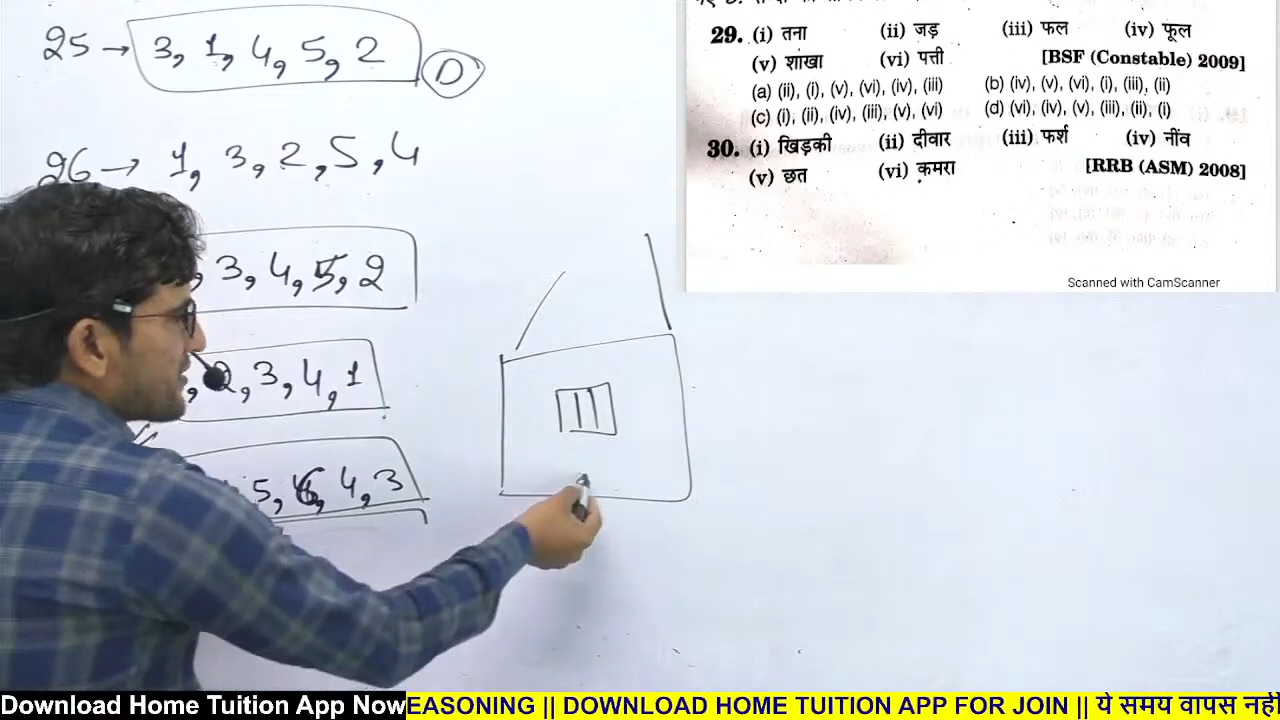 25 → 3, 1, 4, 5, 2 D
26 → 1, 3, 2, 5, 4
, 3, 4, 5, 2
, 2, 3, 4, 1
5, 6, 4, 3
29. (i) तना (ii) जड़ (iii) फल (iv) फूल
(v) शाखा (vi) पत्ती [BSF (Constable) 2009]
(a) (ii), (i), (v), (vi), (iv), (iii) (b) (iv), (v), (vi), (i), (iii), (ii)
(c) (i), (ii), (iv), (iii), (v), (vi) (d) (vi), (iv), (v), (iii), (ii), (i)
30. (i) खिड़की (ii) दीवार (iii) फर्श (iv) नींव
(v) छत (vi) कमरा [RRB (ASM) 2008]
Scanned with CamScanner
Download Home Tuition App Now EASONING || DOWNLOAD HOME TUITION APP FOR JOIN || ये समय वापस नही